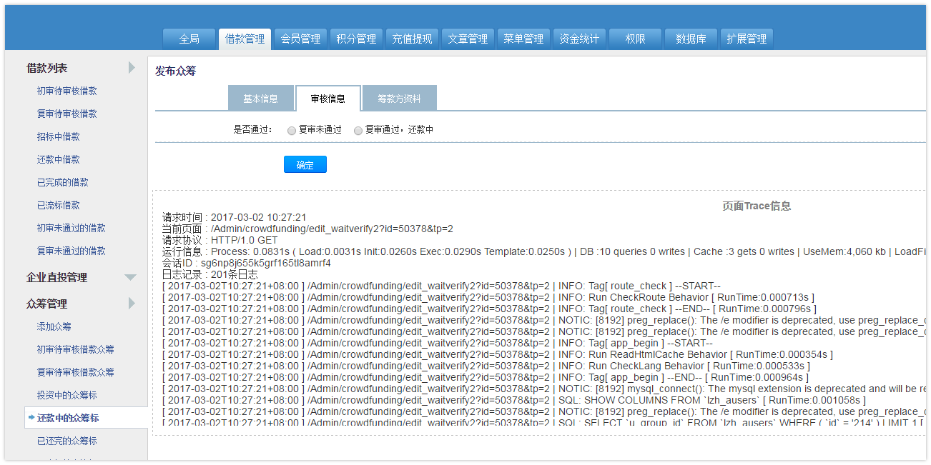 全局 借款管理 会员管理 积分管理 充值提现 文章管理 菜单管理 资金统计 权限 数据库 扩展管理
借款列表
初审待审核借款
复审待审核借款
招标中借款
还款中借款
已完成的借款
已流标借款
初审未通过的借款
复审未通过的借款
企业直投管理
众筹管理
添加众筹
初审待审核借款众筹
复审待审核借款众筹
投资中的众筹标
还款中的众筹标
已还完的众筹标
发布众筹
基本信息 审核信息 筹款方资料
是否通过： 复审未通过 复审通过，还款中
确定
页面Trace信息
请求时间 : 2017-03-02 10:27:21
当前页面 : /Admin/crowdfunding/edit_waitverify2?id=50378&tp=2
请求协议 : HTTP/1.0 GET
运行信息 : Process: 0.0831s ( Load:0.0031s Init:0.0260s Exec:0.0290s Template:0.0250s ) | DB :10 queries 0 writes | Cache :3 gets 0 writes | UseMem:4,060 kb | LoadFi
会话ID : sg6np8j655k5grf165tl8amrf4
日志记录 : 201条日志
[ 2017-03-02T10:27:21+08:00 ] /Admin/crowdfunding/edit_waitverify2?id=50378&tp=2 | INFO: Tag[ route_check ] --START--
[ 2017-03-02T10:27:21+08:00 ] /Admin/crowdfunding/edit_waitverify2?id=50378&tp=2 | INFO: Run CheckRoute Behavior [ RunTime:0.000713s ]
[ 2017-03-02T10:27:21+08:00 ] /Admin/crowdfunding/edit_waitverify2?id=50378&tp=2 | INFO: Tag[ route_check ] --END-- [ RunTime:0.000796s ]
[ 2017-03-02T10:27:21+08:00 ] /Admin/crowdfunding/edit_waitverify2?id=50378&tp=2 | NOTIC: [8192] preg_replace(): The /e modifier is deprecated, use preg_replace_c
[ 2017-03-02T10:27:21+08:00 ] /Admin/crowdfunding/edit_waitverify2?id=50378&tp=2 | NOTIC: [8192] preg_replace(): The /e modifier is deprecated, use preg_replace_c
[ 2017-03-02T10:27:21+08:00 ] /Admin/crowdfunding/edit_waitverify2?id=50378&tp=2 | INFO: Tag[ app_begin ] --START--
[ 2017-03-02T10:27:21+08:00 ] /Admin/crowdfunding/edit_waitverify2?id=50378&tp=2 | INFO: Run ReadHtmlCache Behavior [ RunTime:0.000354s ]
[ 2017-03-02T10:27:21+08:00 ] /Admin/crowdfunding/edit_waitverify2?id=50378&tp=2 | INFO: Run CheckLang Behavior [ RunTime:0.000533s ]
[ 2017-03-02T10:27:21+08:00 ] /Admin/crowdfunding/edit_waitverify2?id=50378&tp=2 | INFO: Tag[ app_begin ] --END-- [ RunTime:0.000964s ]
[ 2017-03-02T10:27:21+08:00 ] /Admin/crowdfunding/edit_waitverify2?id=50378&tp=2 | NOTIC: [8192] mysql_connect(): The mysql extension is deprecated and will be re
[ 2017-03-02T10:27:21+08:00 ] /Admin/crowdfunding/edit_waitverify2?id=50378&tp=2 | SQL: SHOW COLUMNS FROM `lzh_ausers` [ RunTime:0.001058s ]
[ 2017-03-02T10:27:21+08:00 ] /Admin/crowdfunding/edit_waitverify2?id=50378&tp=2 | NOTIC: [8192] preg_replace(): The /e modifier is deprecated, use preg_replace_c
[ 2017-03-02T10:27:21+08:00 ] /Admin/crowdfunding/edit_waitverify2?id=50378&tp=2 | SQL: SELECT `u_group_id` FROM `lzh_ausers` WHERE ( `id` = '214' ) LIMIT 1 [